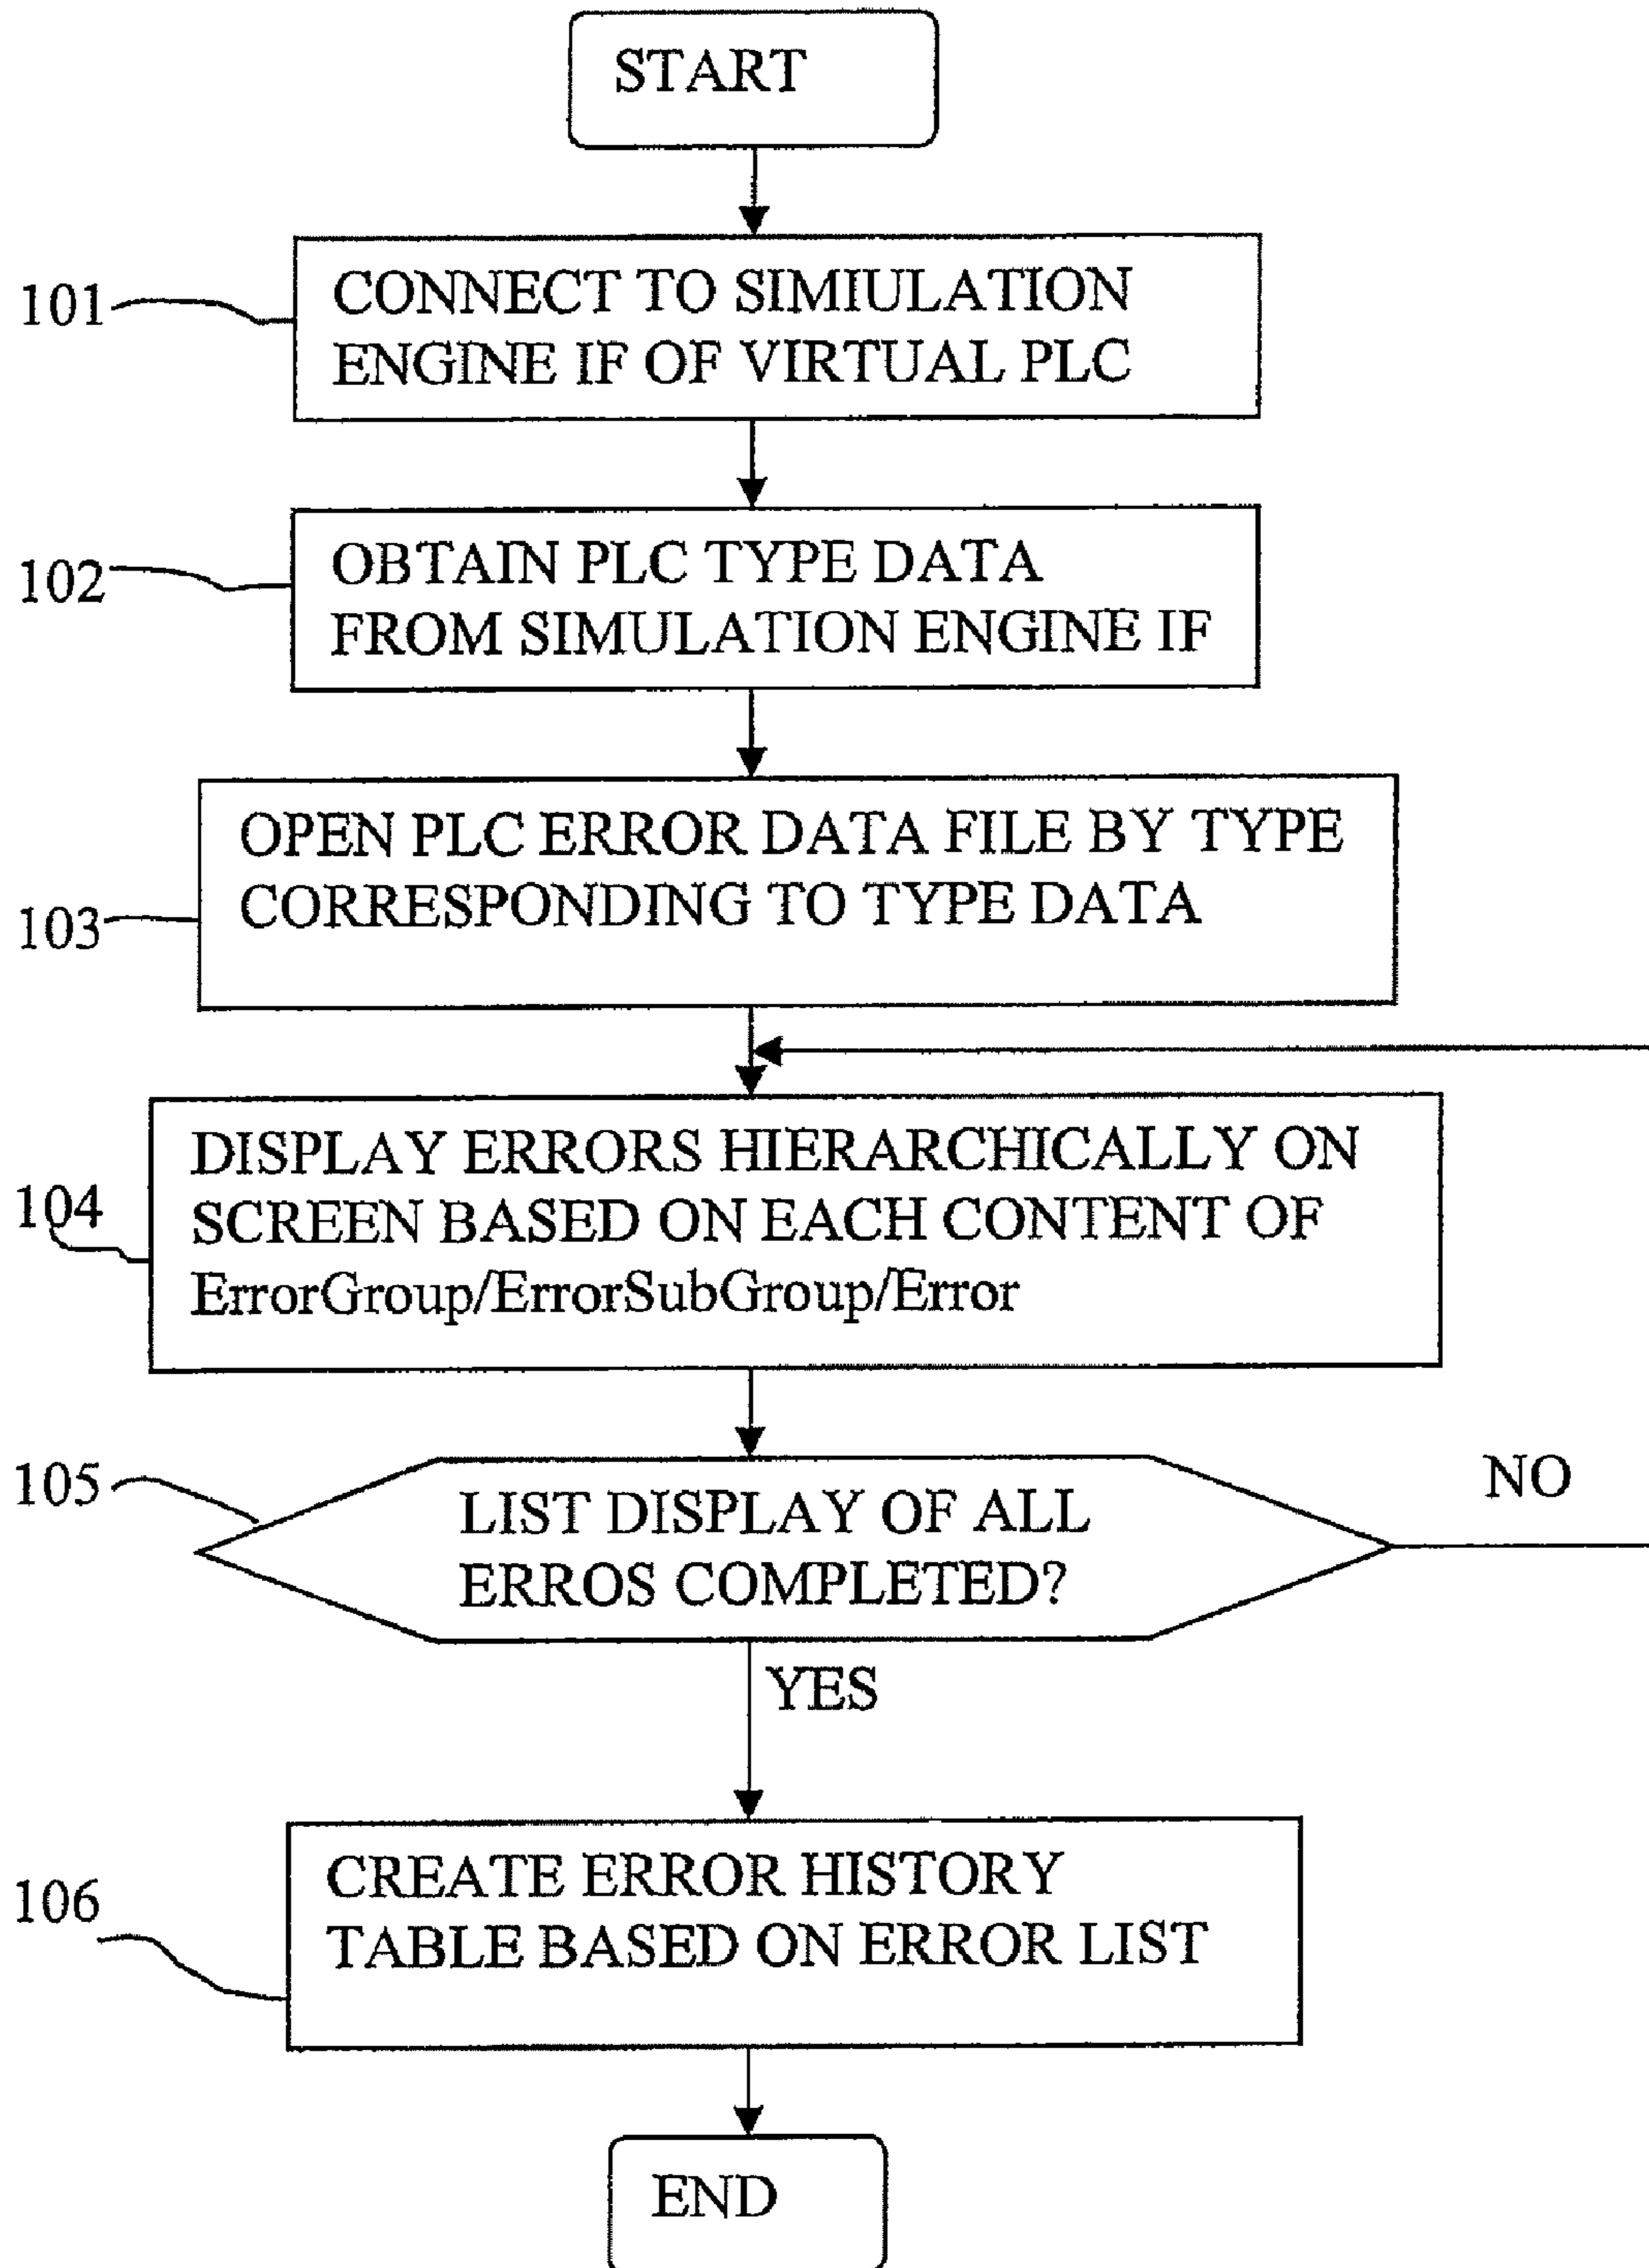 START
101
CONNECT TO SIMIULATION
ENGINE IF OF VIRTUAL PLC
102
OBTAIN PLC TYPE DATA
FROM SIMULATION ENGINE IF
103
OPEN PLC ERROR DATA FILE BY TYPE
CORRESPONDING TO TYPE DATA
104
DISPLAY ERRORS HIERARCHICALLY ON
SCREEN BASED ON EACH CONTENT OF
ErrorGroup/ErrorSubGroup/Error
105
LIST DISPLAY OF ALL
ERROS COMPLETED?
NO
YES
106
CREATE ERROR HISTORY
TABLE BASED ON ERROR LIST
END